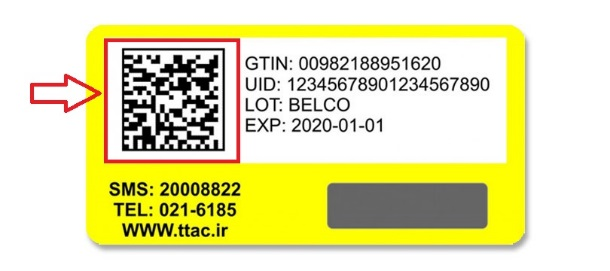 GTIN: 00982188951620
UID: 12345678901234567890
LOT: BELCO
EXP: 2020-01-01
SMS: 20008822
TEL: 021-6185
WWW.ttac.ir